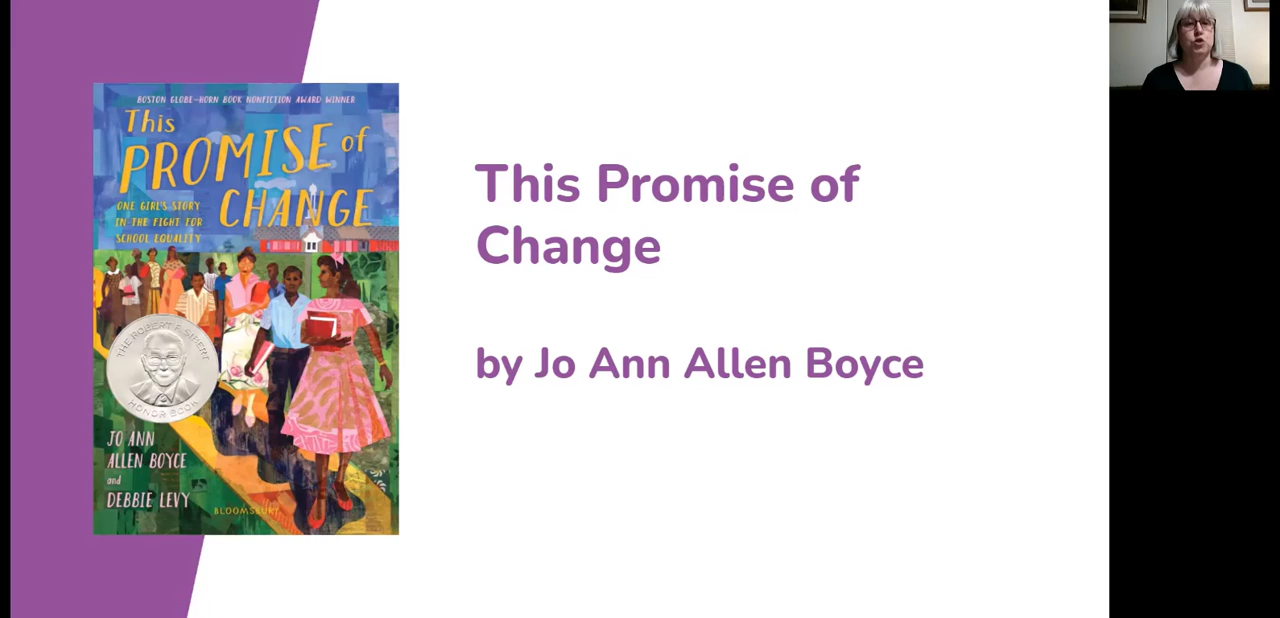 BOSTON GLOBE–HORN BOOK NONFICTION AWARD WINNER
This
PROMISE of
CHANGE
ONE GIRL'S STORY
IN THE FIGHT FOR
SCHOOL EQUALITY
THE ROBERT F. SIBERT
HONOR BOOK
JO ANN
ALLEN BOYCE
and
DEBBIE LEVY
BLOOMSBURY
This Promise of
Change
by Jo Ann Allen Boyce